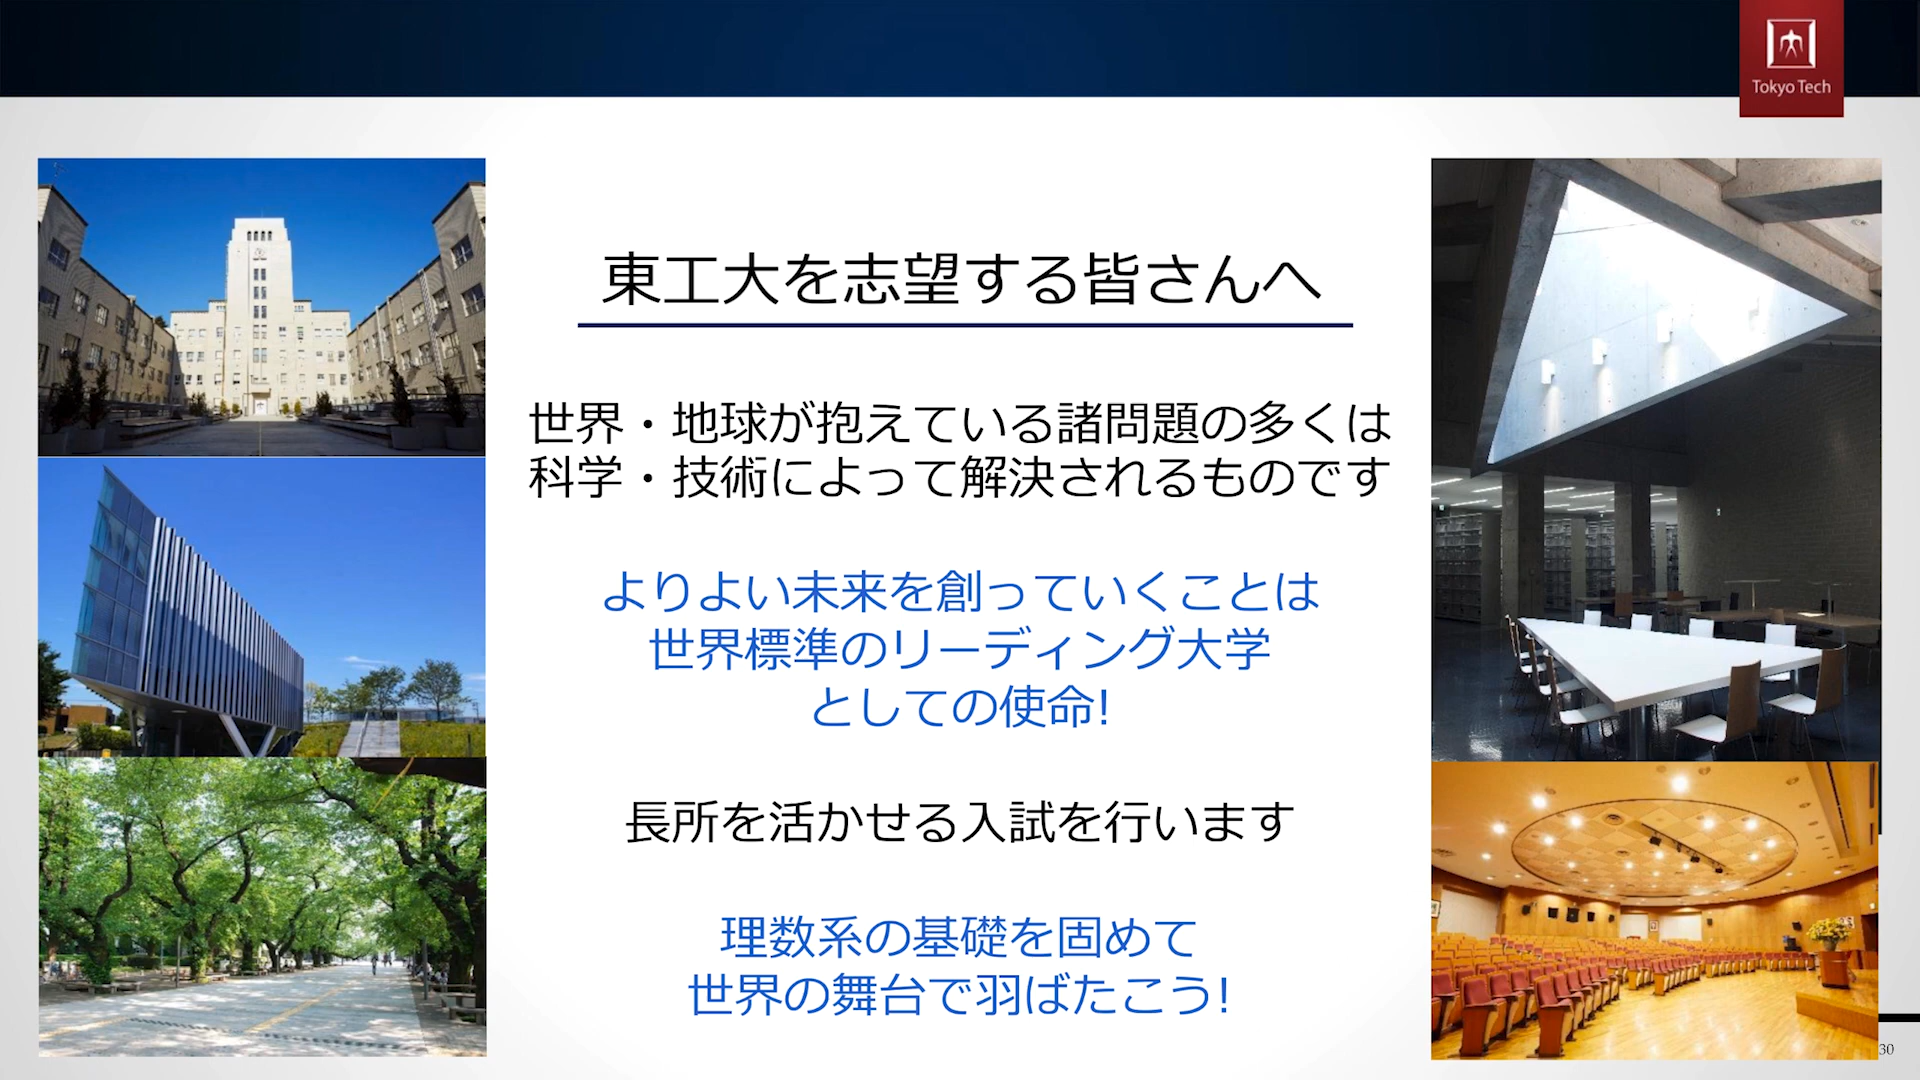 Tokyo Tech
東工大を志望する皆さんへ
世界・地球が抱えている諸問題の多くは
科学・技術によって解決されるものです
よりよい未来を創っていくことは
世界標準のリーディング大学
としての使命!
長所を活かせる入試を行います
理数系の基礎を固めて
世界の舞台で羽ばたこう!
30